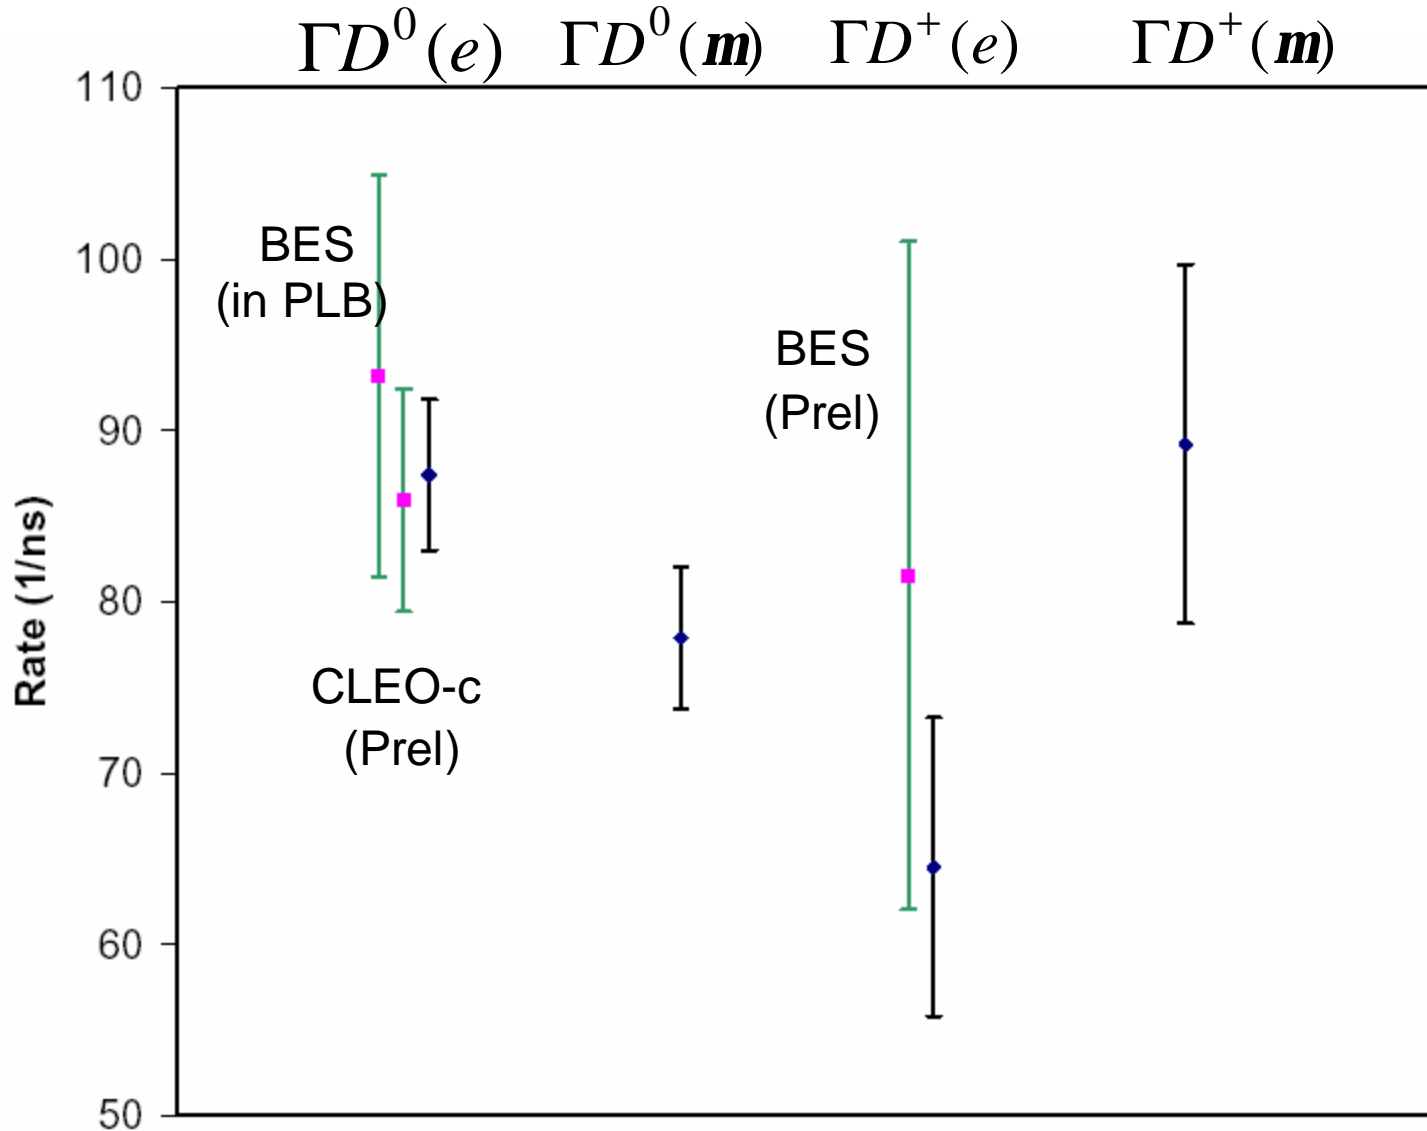 ΓD⁰(e) ΓD⁰(m) ΓD⁺(e) ΓD⁺(m)
110
100
90
80
70
60
50
Rate (1/ns)
BES
(in PLB)
CLEO-c
(Prel)
BES
(Prel)